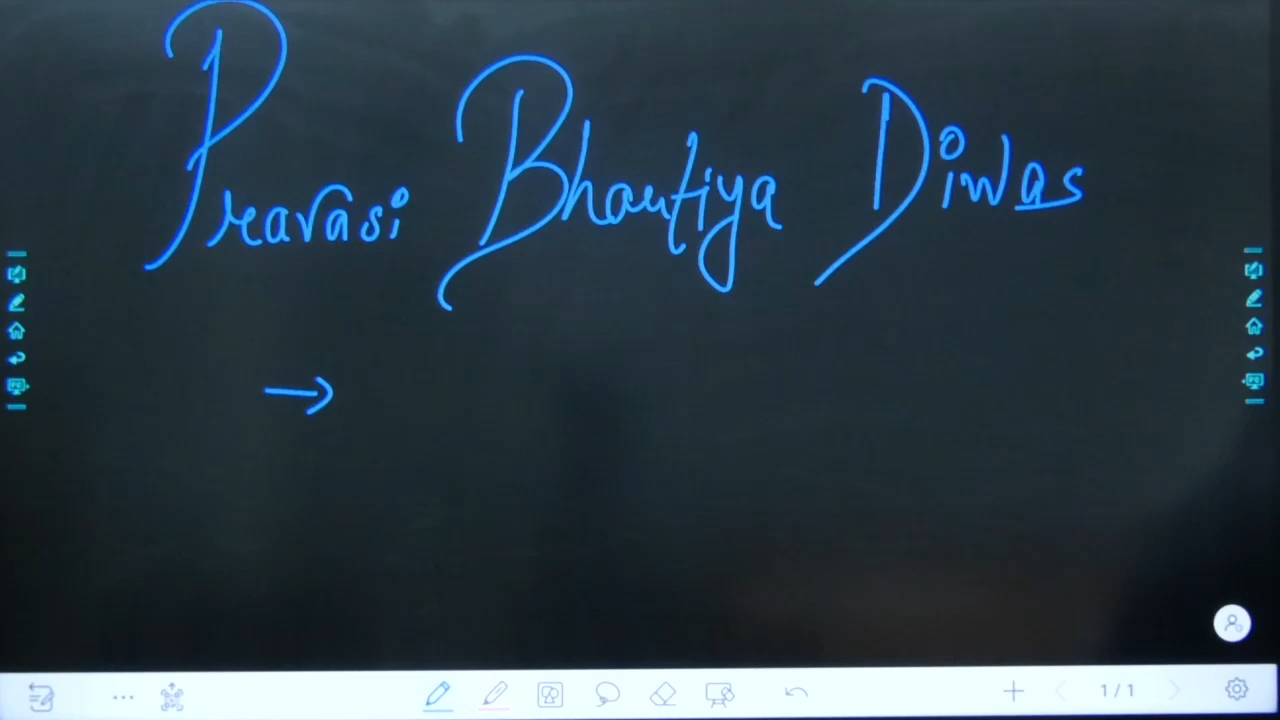 Pravasi Bhartiya Diwas
→
1/1